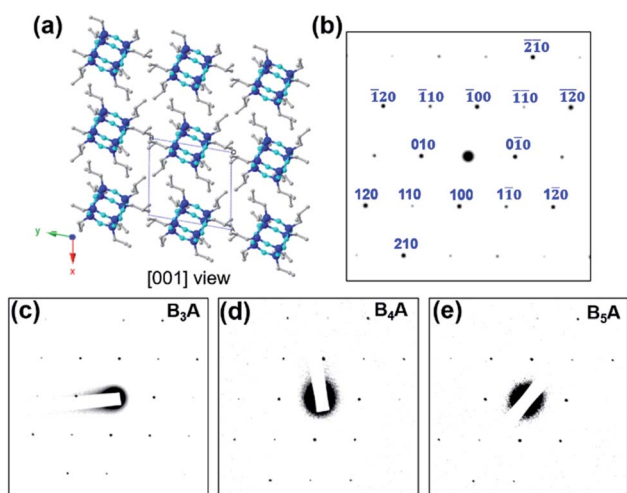 (a)
y
x
[001] view
(b)
2̄1̄0
1̄20 1̄10 1̄00 1̄1̄0 1̄2̄0
010 01̄0
120 110 100 11̄0 12̄0
210
(c) B₃A
(d) B₄A
(e) B₅A